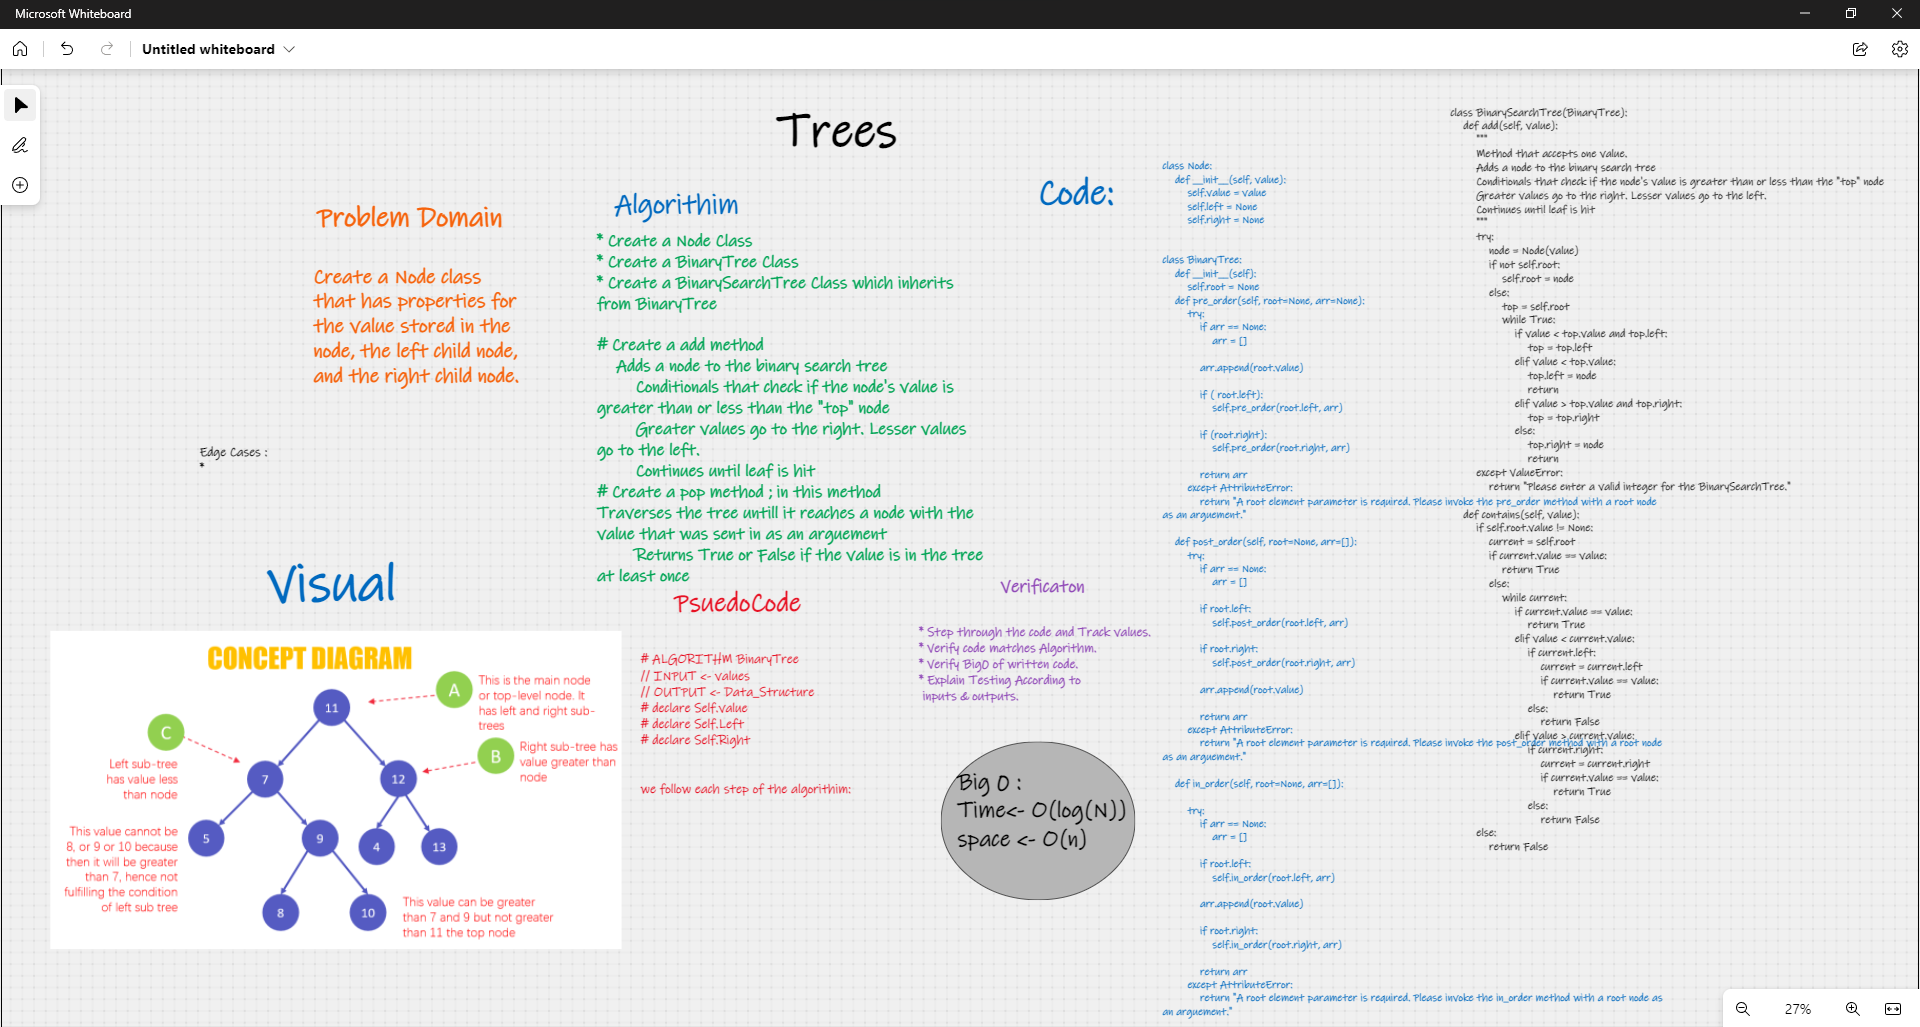 Microsoft Whiteboard
Untitled whiteboard
Trees
Problem Domain
Create a Node class
that has properties for
the value stored in the
node, the left child node,
and the right child node.
Edge Cases :
*
Algorithim
* Create a Node Class
* Create a BinaryTree Class
* Create a BinarySearchTree Class which inherits
from BinaryTree
# Create a add method
Adds a node to the binary search tree
Conditionals that check if the node's value is
greater than or less than the "top" node
Greater values go to the right. Lesser values
go to the left.
Continues until leaf is hit
# Create a pop method ; in this method
Traverses the tree untill it reaches a node with the
value that was sent in as an arguement
Returns True or False if the value is in the tree
at least once
Visual
CONCEPT DIAGRAM
A
This is the main node
or top-level node. It
has left and right sub-
trees
11
C
B
Right sub-tree has
value greater than
node
Left sub-tree
has value less
than node
7
12
This value cannot be
8, or 9 or 10 because
then it will be greater
than 7, hence not
fulfilling the condition
of left sub tree
5
9
4
13
8
10
This value can be greater
than 7 and 9 but not greater
than 11 the top node
PsuedoCode
# ALGORITHM BinaryTree
// INPUT <- values
// OUTPUT <- Data_Structure
# declare Self.value
# declare Self.Left
# declare Self.Right
we follow each step of the algorithim:
Verificaton
* Step through the code and Track values.
* Verify code matches Algorithm.
* Verify BigO of written code.
* Explain Testing According to
inputs & outputs.
Big O :
Time<- O(log(N))
space <- O(n)
Code:
class Node:
def __init__(self, value):
self.value = value
self.left = None
self.right = None
class BinaryTree:
def __init__(self):
self.root = None
def pre_order(self, root=None, arr=None):
try:
if arr == None:
arr = []
arr.append(root.value)
if ( root.left):
self.pre_order(root.left, arr)
if (root.right):
self.pre_order(root.right, arr)
return arr
except AttributeError:
return "A root element parameter is required. Please invoke the pre_order method with a root node
as an arguement."
def post_order(self, root=None, arr=[]):
try:
if arr == None:
arr = []
if root.left:
self.post_order(root.left, arr)
if root.right:
self.post_order(root.right, arr)
arr.append(root.value)
return arr
except AttributeError:
return "A root element parameter is required. Please invoke the post_order method with a root node
as an arguement."
def in_order(self, root=None, arr=[]):
try:
if arr == None:
arr = []
if root.left:
self.in_order(root.left, arr)
arr.append(root.value)
if root.right:
self.in_order(root.right, arr)
return arr
except AttributeError:
return "A root element parameter is required. Please invoke the in_order method with a root node as
an arguement."
class BinarySearchTree(BinaryTree):
def add(self, value):
"""
Method that accepts one value.
Adds a node to the binary search tree
Conditionals that check if the node's value is greater than or less than the "top" node
Greater values go to the right. Lesser values go to the left.
Continues until leaf is hit
"""
try:
node = Node(value)
if not self.root:
self.root = node
else:
top = self.root
while True:
if value < top.value and top.left:
top = top.left
elif value < top.value:
top.left = node
return
elif value > top.value and top.right:
top = top.right
else:
top.right = node
return
except ValueError:
return "Please enter a valid integer for the BinarySearchTree."
def contains(self, value):
if self.root.value != None:
current = self.root
if current.value == value:
return True
else:
while current:
if current.value == value:
return True
elif value < current.value:
if current.left:
current = current.left
if current.value == value:
return True
else:
return False
elif value > current.value:
if current.right:
current = current.right
if current.value == value:
return True
else:
return False
else:
return False
27%